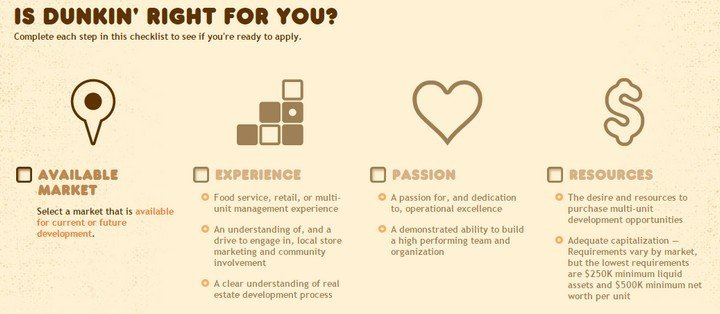 IS DUNKIN' RIGHT FOR YOU?
Complete each step in this checklist to see if you're ready to apply.
AVAILABLE
MARKET
Select a market that is available
for current or future
development.
EXPERIENCE
Food service, retail, or multi-
unit management experience
An understanding of, and a
drive to engage in, local store
marketing and community
involvement
A clear understanding of real
estate development process
PASSION
A passion for, and dedication
to, operational excellence
A demonstrated ability to build
a high performing team and
organization
RESOURCES
The desire and resources to
purchase multi-unit
development opportunities
Adequate capitalization —
Requirements vary by market,
but the lowest requirements
are $250K minimum liquid
assets and $500K minimum net
worth per unit